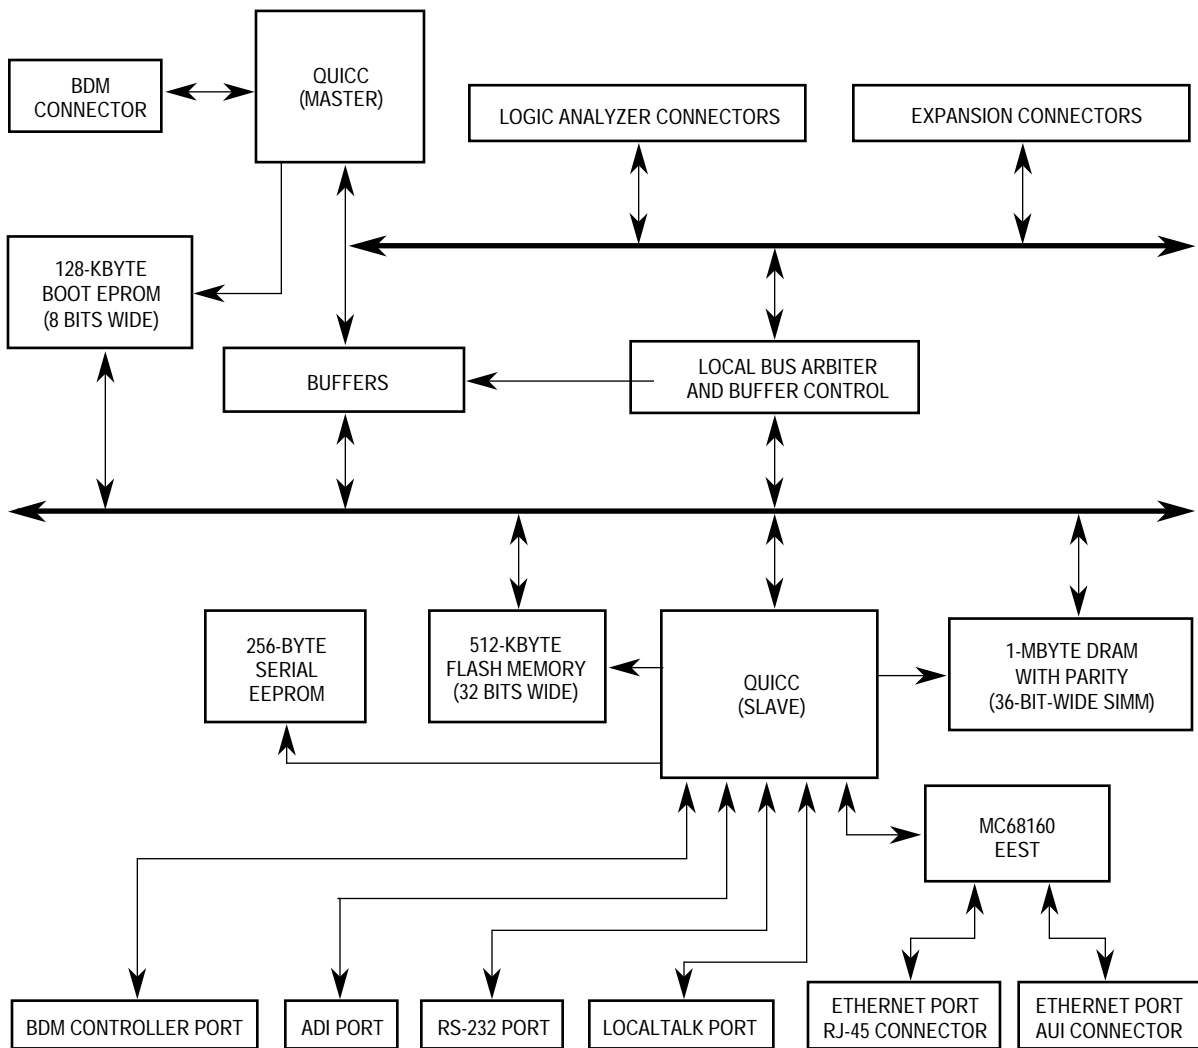 QUICC
(MASTER)
BDM
CONNECTOR
LOGIC ANALYZER CONNECTORS
EXPANSION CONNECTORS
128-KBYTE
BOOT EPROM
(8 BITS WIDE)
BUFFERS
LOCAL BUS ARBITER
AND BUFFER CONTROL
256-BYTE
SERIAL
EEPROM
512-KBYTE
FLASH MEMORY
(32 BITS WIDE)
QUICC
(SLAVE)
1-MBYTE DRAM
WITH PARITY
(36-BIT-WIDE SIMM)
MC68160
EEST
BDM CONTROLLER PORT
ADI PORT
RS-232 PORT
LOCALTALK PORT
ETHERNET PORT
RJ-45 CONNECTOR
ETHERNET PORT
AUI CONNECTOR